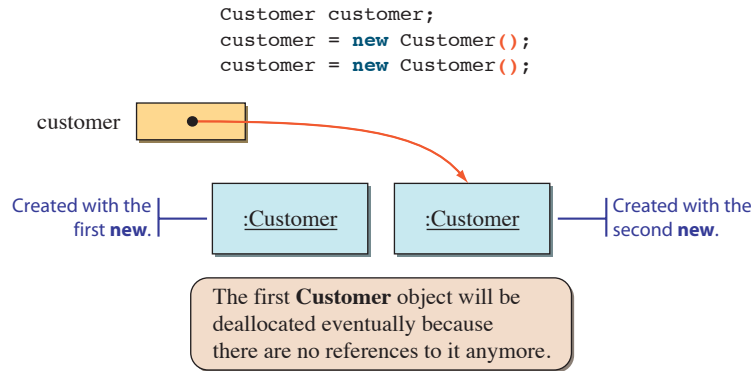 Customer customer;
customer = new Customer();
customer = new Customer();
customer
Created with the
first new.
:Customer
:Customer
Created with the
second new.
The first Customer object will be
deallocated eventually because
there are no references to it anymore.